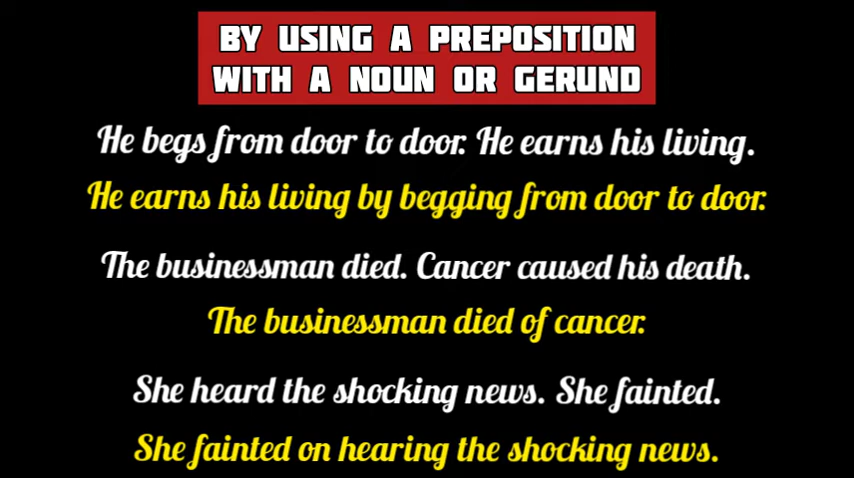 BY USING A PREPOSITION
WITH A NOUN OR GERUND
He begs from door to door. He earns his living.
He earns his living by begging from door to door.
The businessman died. Cancer caused his death.
The businessman died of cancer.
She heard the shocking news. She fainted.
She fainted on hearing the shocking news.